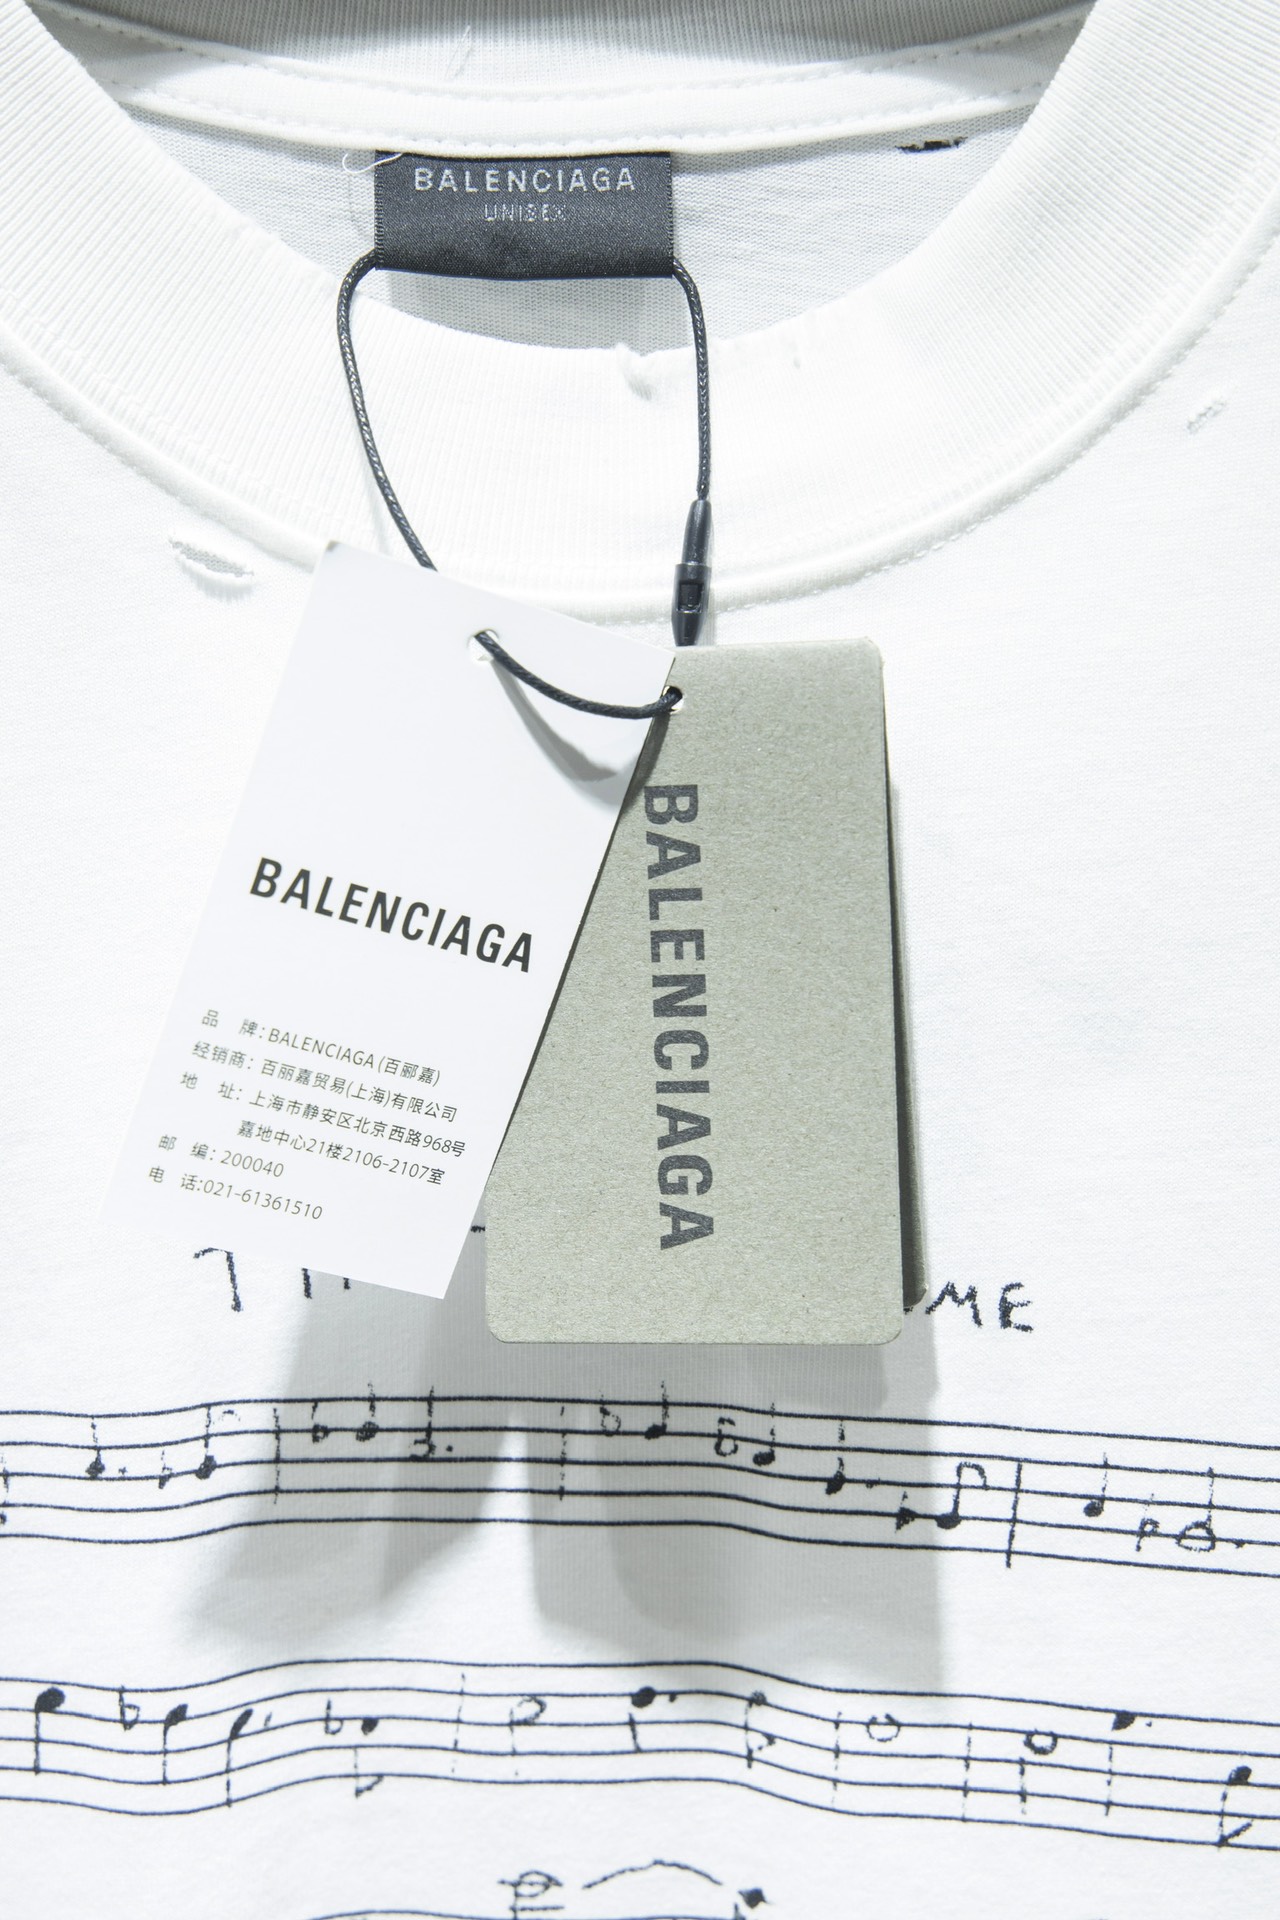 BALENCIAGA
UNISEX
BALENCIAGA
品 牌：BALENCIAGA(百郦嘉)
经销商：百丽嘉贸易(上海)有限公司
地 址：上海市静安区北京西路968号
嘉地中心21楼2106-2107室
邮 编：200040
电 话：021-61361510
BALENCIAGA
ME